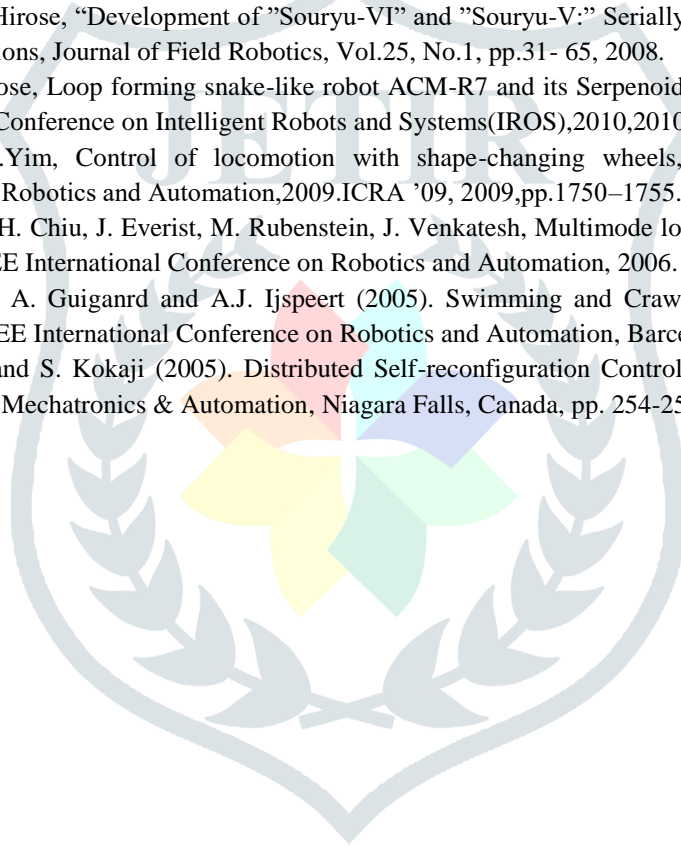 Hirose, “Development of ”Souryu-VI” and ”Souryu-V:” Serially
ions, Journal of Field Robotics, Vol.25, No.1, pp.31- 65, 2008.
ose, Loop forming snake-like robot ACM-R7 and its Serpenoid
Conference on Intelligent Robots and Systems(IROS),2010,2010
.Yim, Control of locomotion with shape-changing wheels,
Robotics and Automation,2009.ICRA ’09, 2009,pp.1750–1755.
H. Chiu, J. Everist, M. Rubenstein, J. Venkatesh, Multimode lo
EE International Conference on Robotics and Automation, 2006.
A. Guiganrd and A.J. Ijspeert (2005). Swimming and Craw
EE International Conference on Robotics and Automation, Barce
and S. Kokaji (2005). Distributed Self-reconfiguration Control
Mechatronics & Automation, Niagara Falls, Canada, pp. 254-25
JETIR